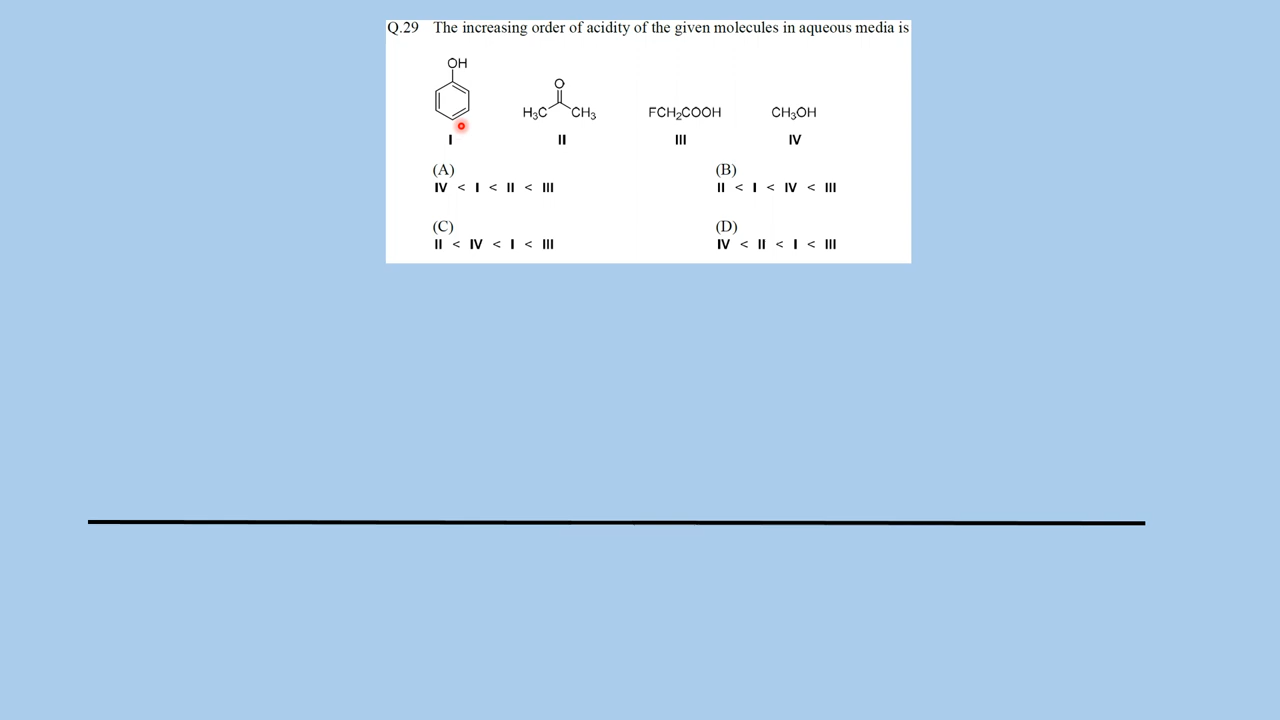 Q.29 The increasing order of acidity of the given molecules in aqueous media is
OH
O
H3C CH3 FCH2COOH CH3OH
I II III IV
(A) (B)
IV < I < II < III II < I < IV < III
(C) (D)
II < IV < I < III IV < II < I < III